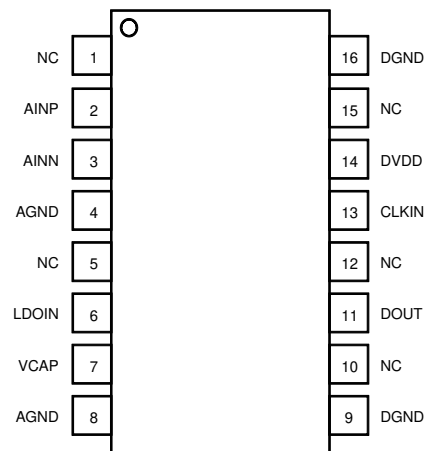 NC 1 16 DGND
AINP 2 15 NC
AINN 3 14 DVDD
AGND 4 13 CLKIN
NC 5 12 NC
LDOIN 6 11 DOUT
VCAP 7 10 NC
AGND 8 9 DGND